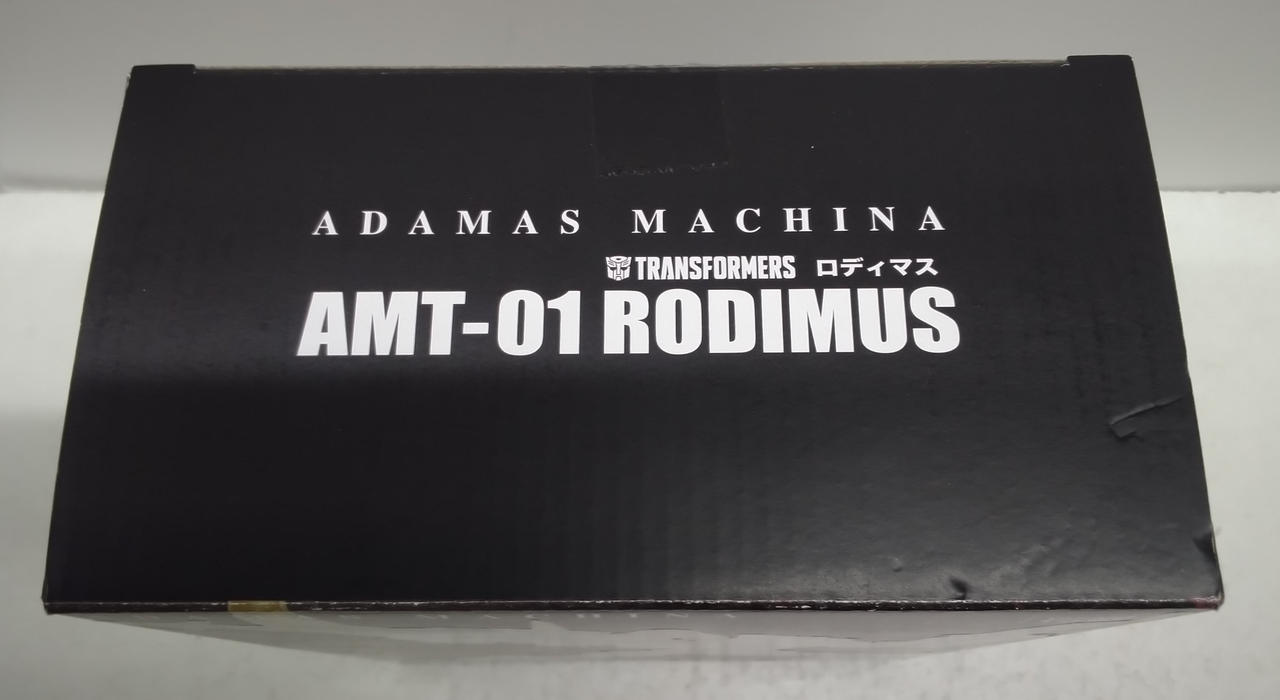 ADAMAS MACHINA
TRANSFORMERS ロディマス
AMT-01 RODIMUS